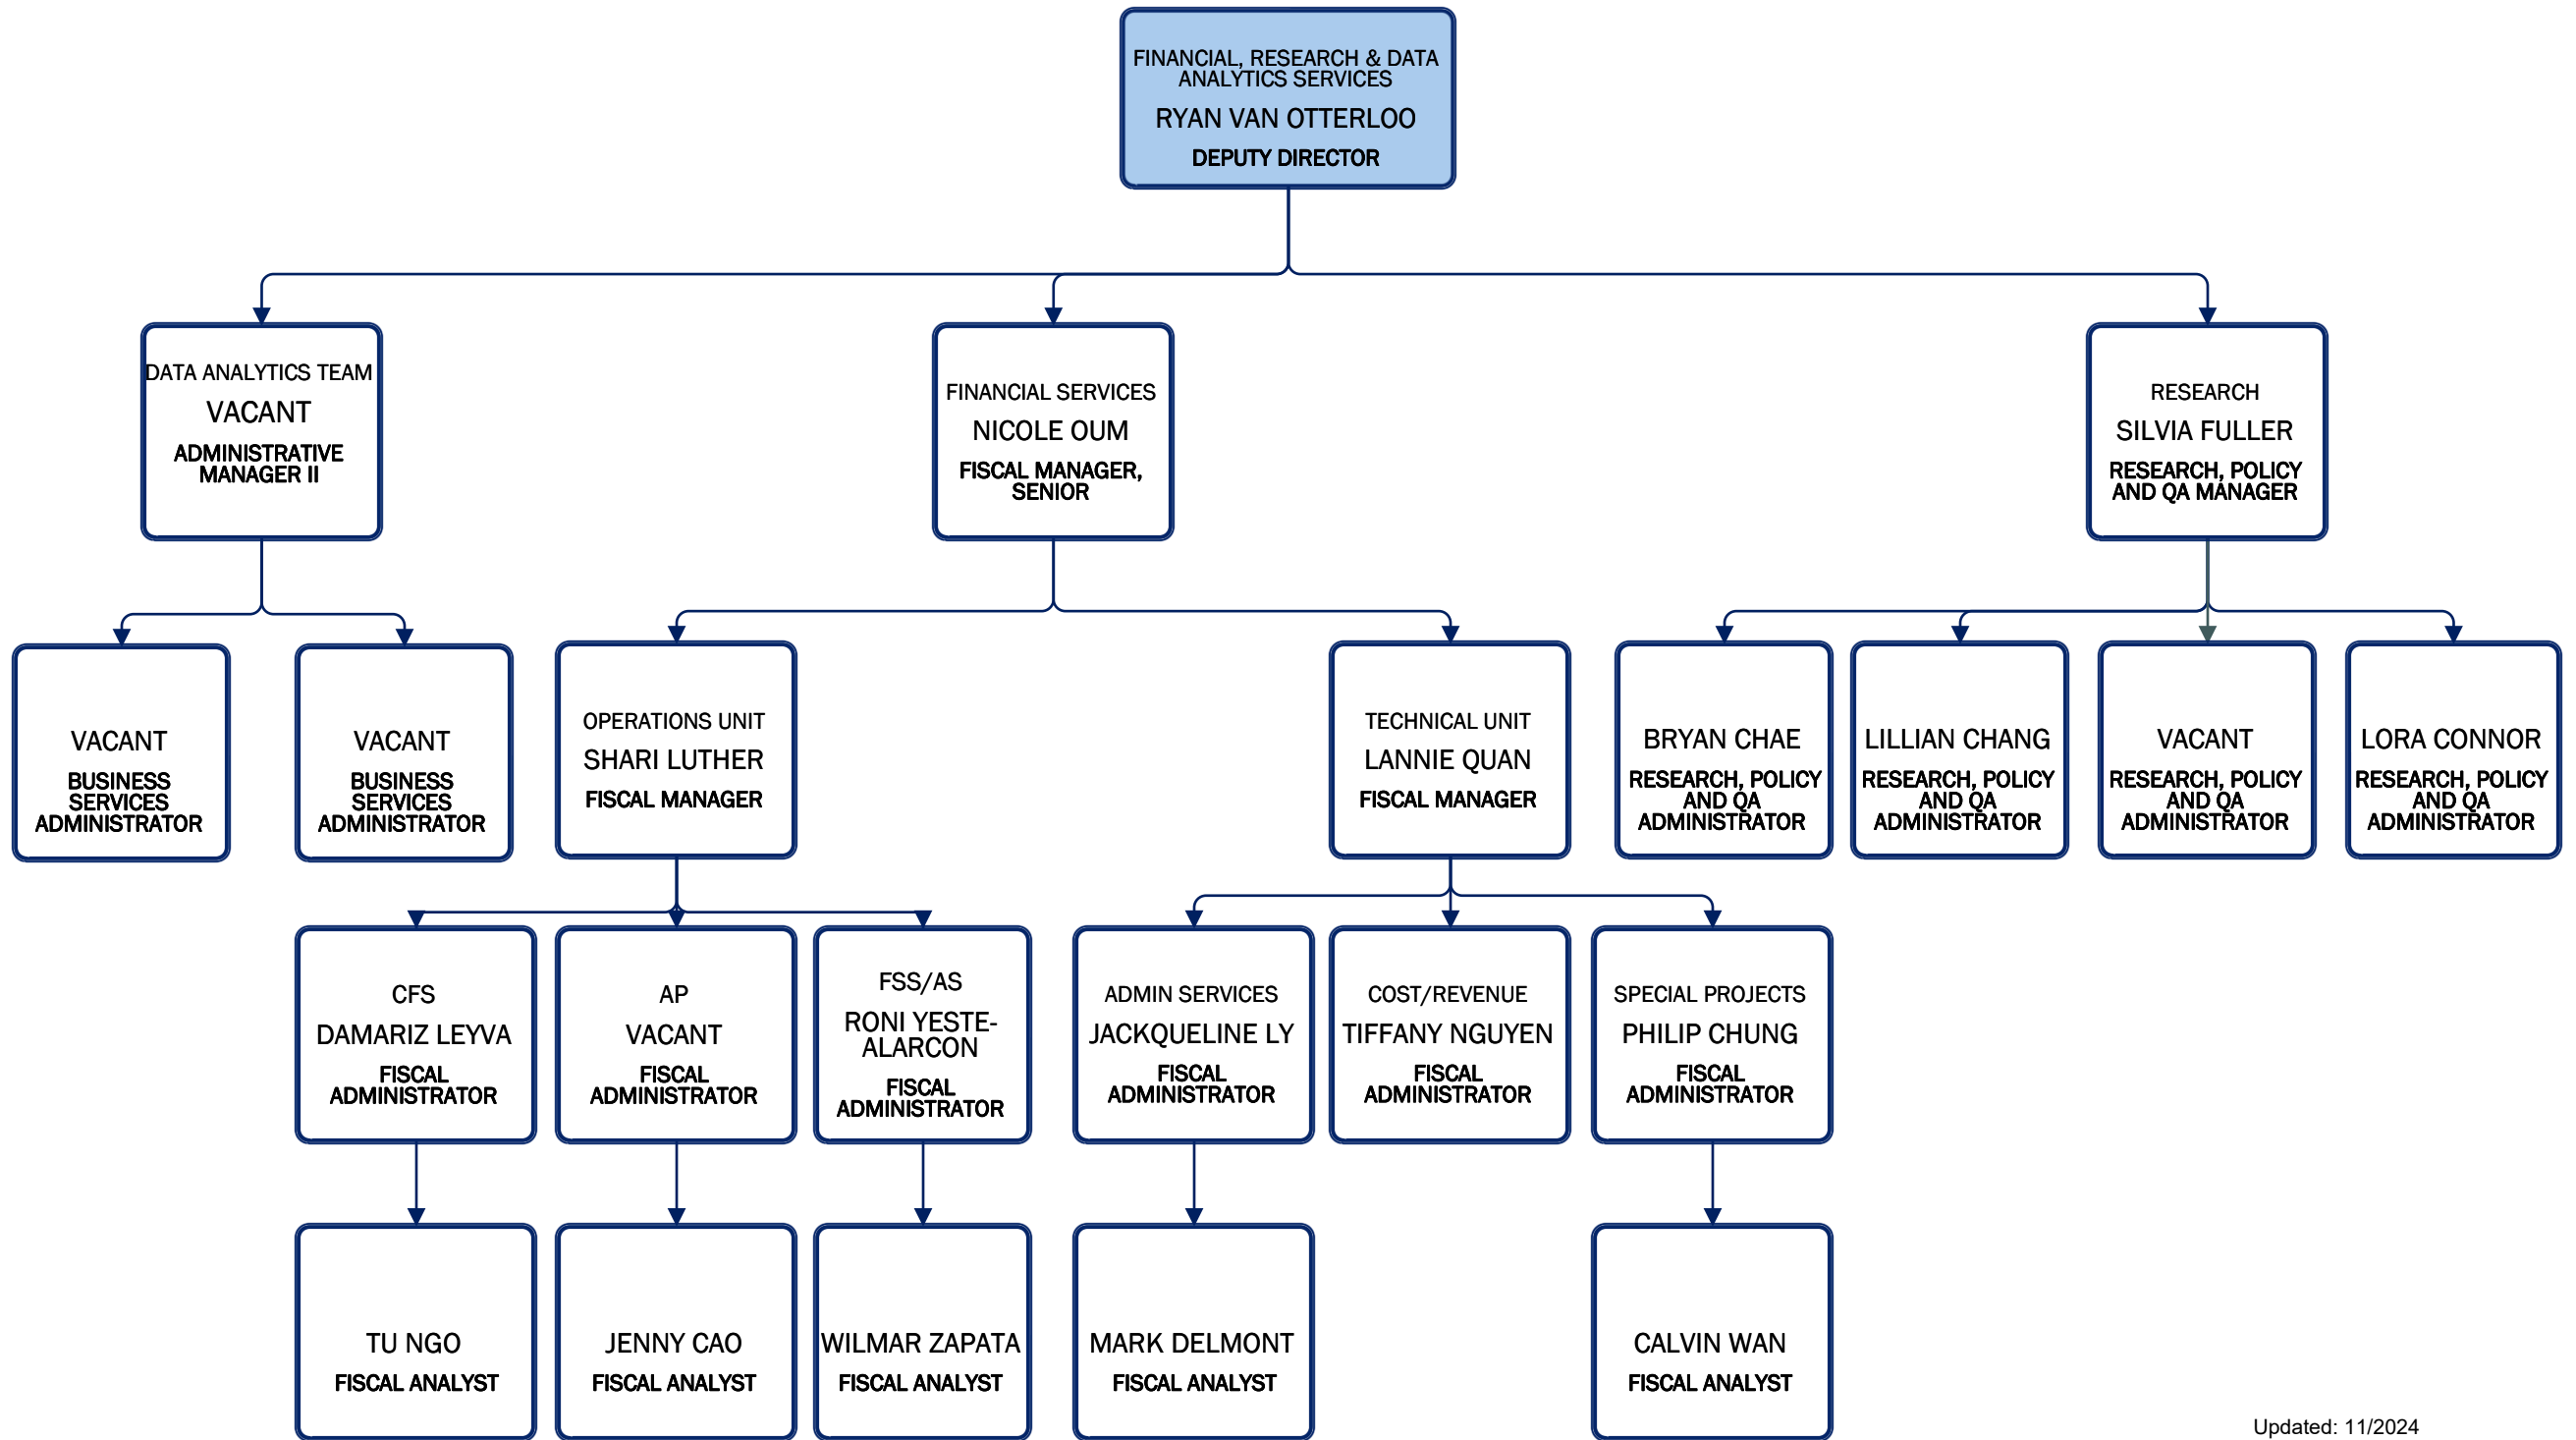 FINANCIAL, RESEARCH & DATA
ANALYTICS SERVICES
RYAN VAN OTTERLOO
DEPUTY DIRECTOR
DATA ANALYTICS TEAM
VACANT
ADMINISTRATIVE
MANAGER II
FINANCIAL SERVICES
NICOLE OUM
FISCAL MANAGER,
SENIOR
RESEARCH
SILVIA FULLER
RESEARCH, POLICY
AND QA MANAGER
VACANT
BUSINESS
SERVICES
ADMINISTRATOR
VACANT
BUSINESS
SERVICES
ADMINISTRATOR
OPERATIONS UNIT
SHARI LUTHER
FISCAL MANAGER
TECHNICAL UNIT
LANNIE QUAN
FISCAL MANAGER
BRYAN CHAE
RESEARCH, POLICY
AND QA
ADMINISTRATOR
LILLIAN CHANG
RESEARCH, POLICY
AND QA
ADMINISTRATOR
VACANT
RESEARCH, POLICY
AND QA
ADMINISTRATOR
LORA CONNOR
RESEARCH, POLICY
AND QA
ADMINISTRATOR
CFS
DAMARIZ LEYVA
FISCAL
ADMINISTRATOR
AP
VACANT
FISCAL
ADMINISTRATOR
FSS/AS
RONI YESTE-
ALARCON
FISCAL
ADMINISTRATOR
ADMIN SERVICES
JACKQUELINE LY
FISCAL
ADMINISTRATOR
COST/REVENUE
TIFFANY NGUYEN
FISCAL
ADMINISTRATOR
SPECIAL PROJECTS
PHILIP CHUNG
FISCAL
ADMINISTRATOR
TU NGO
FISCAL ANALYST
JENNY CAO
FISCAL ANALYST
WILMAR ZAPATA
FISCAL ANALYST
MARK DELMONT
FISCAL ANALYST
CALVIN WAN
FISCAL ANALYST
Updated: 11/2024